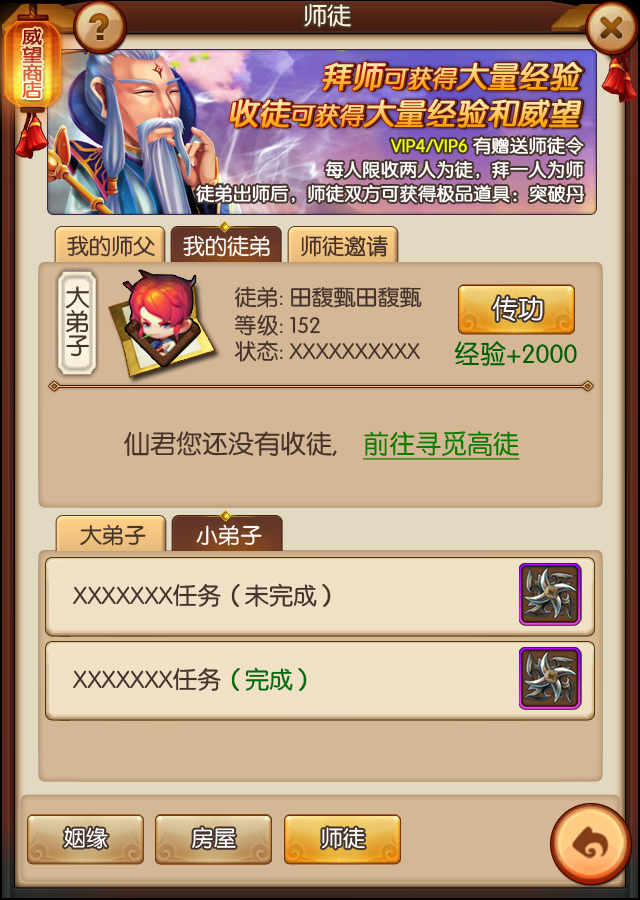 师徒
?
威望商店
拜师可获得大量经验
收徒可获得大量经验和威望
VIP4/VIP6 有赠送师徒令
每人限收两人为徒，拜一人为师
徒弟出师后，师徒双方可获得极品道具：突破丹
我的师父
我的徒弟
师徒邀请
大弟子
徒弟: 田馥甄田馥甄
等级: 152
状态: XXXXXXXXXX
传功
经验+2000
仙君您还没有收徒, 前往寻觅高徒
大弟子
小弟子
XXXXXXX任务（未完成）
XXXXXXX任务（完成）
姻缘
房屋
师徒